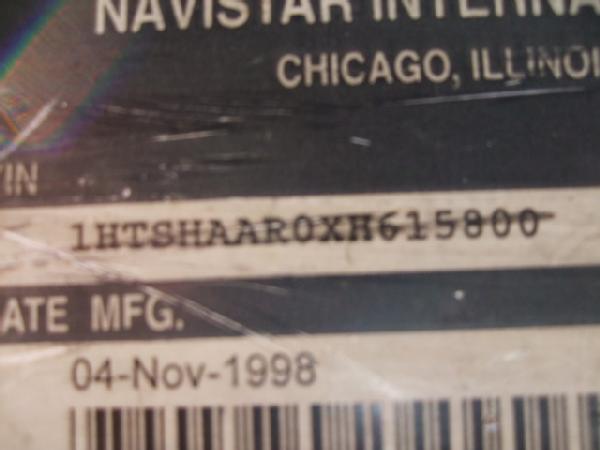 NAVISTAR INTERNA
CHICAGO, ILLINOI
VIN
1HTSHAAR0XH615800
ATE MFG.
04-Nov-1998